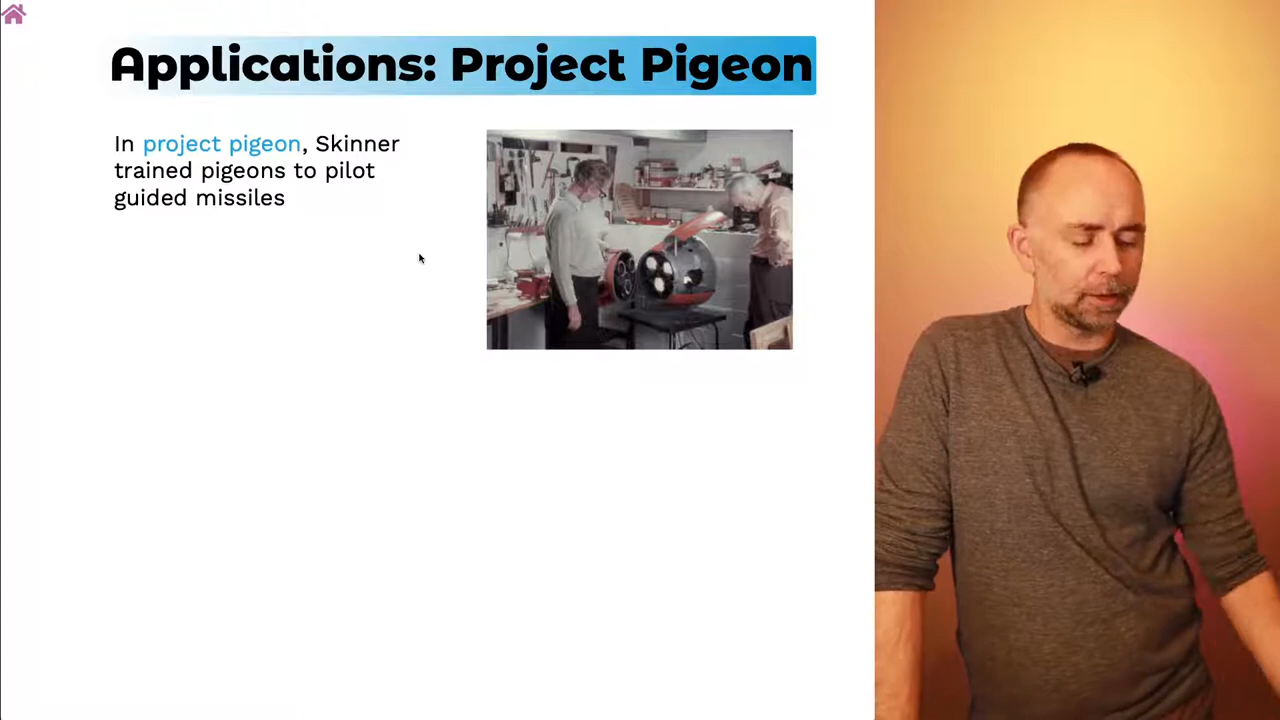 Applications: Project Pigeon
In project pigeon, Skinner
trained pigeons to pilot
guided missiles